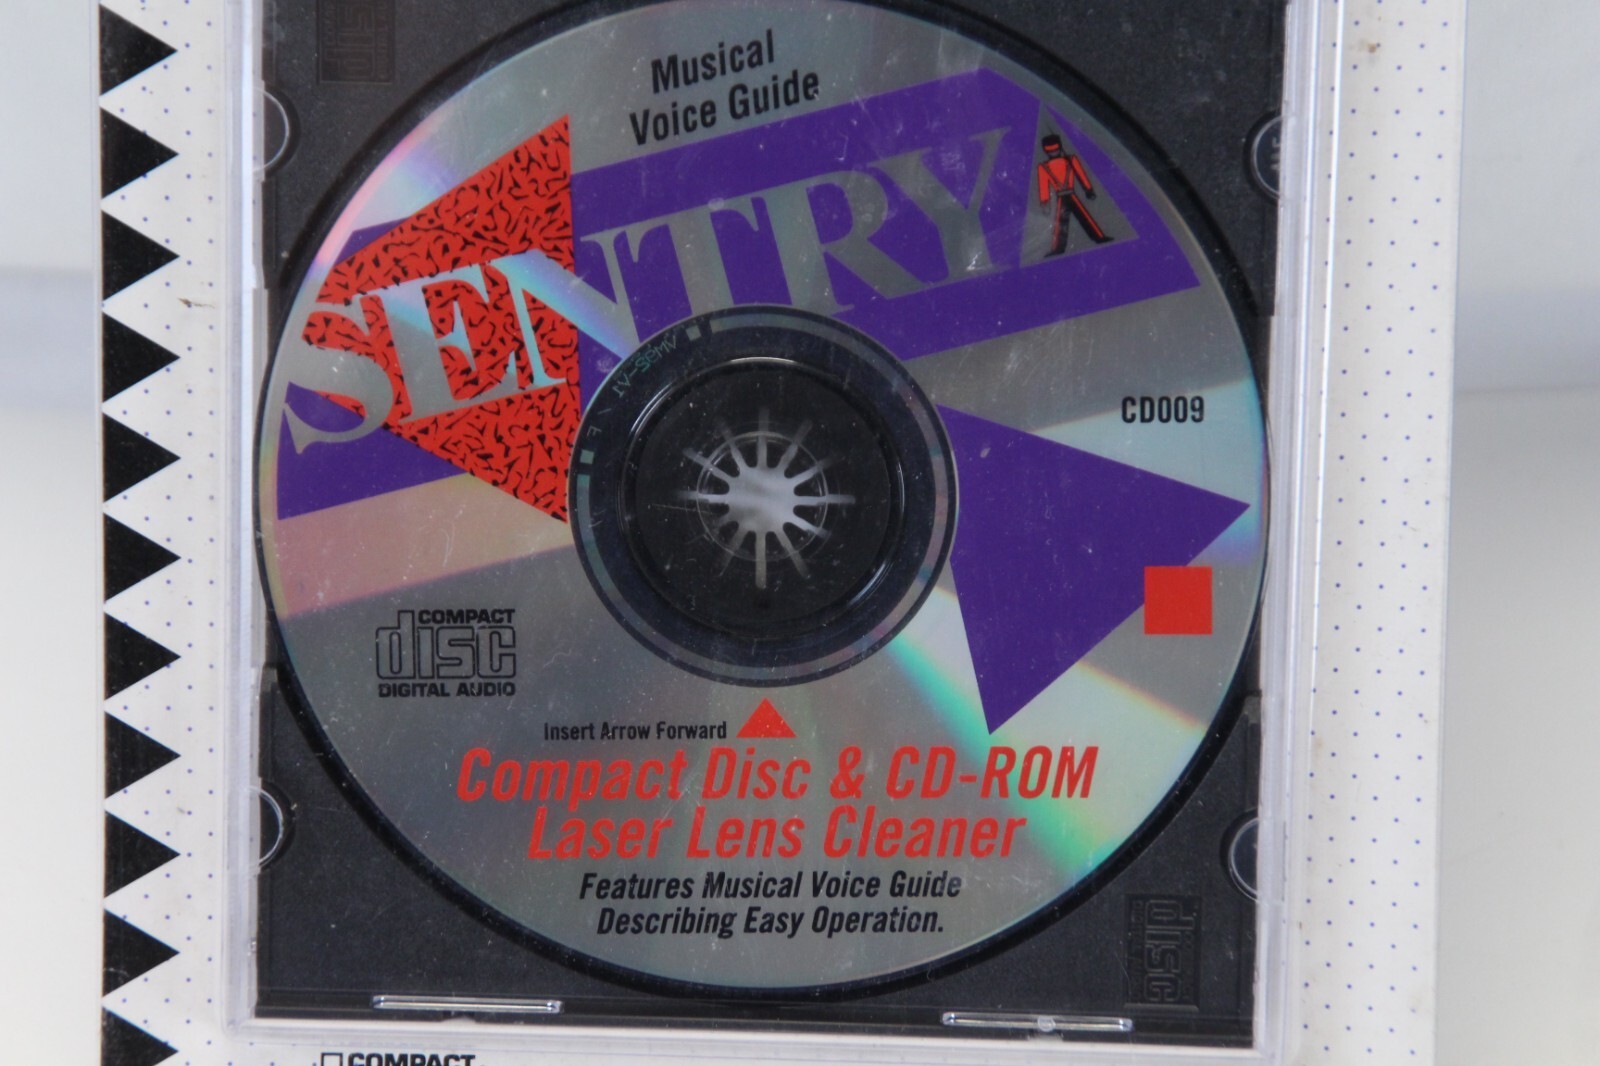 Musical
Voice Guide
SENTRY
CD009
COMPACT
disc
DIGITAL AUDIO
Insert Arrow Forward
Compact Disc & CD-ROM
Laser Lens Cleaner
Features Musical Voice Guide
Describing Easy Operation.
disc
COMPACT